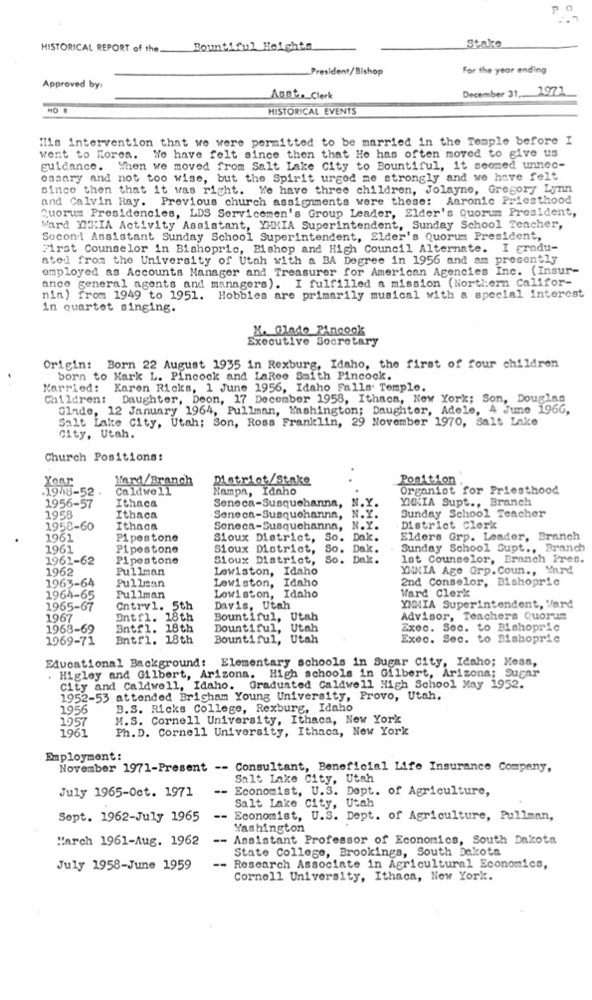 HISTORICAL REPORT of the Bountiful Heights Stake
President/Bishop For the year ending
Approved by:
Asst. Clerk December 31, 1971
HO 8 HISTORICAL EVENTS
His intervention that we were permitted to be married in the Temple before I
went to Korea. We have felt since then that He has often moved to give us
guidance. When we moved from Salt Lake City to Bountiful, it seemed unnec-
essary and not too wise, but the Spirit urged me strongly and we have felt
since then that it was right. We have three children, Jolayne, Gregory Lynn
and Calvin Ray. Previous church assignments were these: Aaronic Priesthood
Quorum Presidencies, LDS Servicemen's Group Leader, Elder's Quorum President,
Ward YMMIA Activity Assistant, YMMIA Superintendent, Sunday School Teacher,
Second Assistant Sunday School Superintendent, Elder's Quorum President,
First Counselor in Bishopric, Bishop and High Council Alternate. I gradu-
ated from the University of Utah with a BA Degree in 1956 and am presently
employed as Accounts Manager and Treasurer for American Agencies Inc. (Insur-
ance general agents and managers). I fulfilled a mission (Northern Califor-
nia) from 1949 to 1951. Hobbies are primarily musical with a special interest
in quartet singing.
M. Glade Pincock
Executive Secretary
Origin: Born 22 August 1935 in Rexburg, Idaho, the first of four children
born to Mark L. Pincock and LaRee Smith Pincock.
Married: Karen Ricks, 1 June 1956, Idaho Falls Temple.
Children: Daughter, Deon, 17 December 1958, Ithaca, New York; Son, Douglas
Glade, 12 January 1964, Pullman, Washington; Daughter, Adele, 4 June 1966,
Salt Lake City, Utah; Son, Ross Franklin, 29 November 1970, Salt Lake
City, Utah.
Church Positions:
Year Ward/Branch District/Stake Position
1948-52 Caldwell Nampa, Idaho Organist for Priesthood
1956-57 Ithaca Seneca-Susquehanna, N.Y. YMMIA Supt., Branch
1958 Ithaca Seneca-Susquehanna, N.Y. Sunday School Teacher
1958-60 Ithaca Seneca-Susquehanna, N.Y. District Clerk
1961 Pipestone Sioux District, So. Dak. Elders Grp. Leader, Branch
1961 Pipestone Sioux District, So. Dak. Sunday School Supt., Branch
1961-62 Pipestone Sioux District, So. Dak. 1st Counselor, Branch Pres.
1962 Pullman Lewiston, Idaho YMMIA Age Grp.Coun., Ward
1963-64 Pullman Lewiston, Idaho 2nd Conselor, Bishopric
1964-65 Pullman Lewiston, Idaho Ward Clerk
1965-67 Cntrvl. 5th Davis, Utah YMMIA Superintendent, Ward
1967 Bntfl. 18th Bountiful, Utah Advisor, Teachers Quorum
1968-69 Bntfl. 18th Bountiful, Utah Exec. Sec. to Bishopric
1969-71 Bntfl. 18th Bountiful, Utah Exec. Sec. to Bishopric
Educational Background: Elementary schools in Sugar City, Idaho; Mesa,
Higley and Gilbert, Arizona. High schools in Gilbert, Arizona; Sugar
City and Caldwell, Idaho. Graduated Caldwell High School May 1952.
1952-53 attended Brigham Young University, Provo, Utah.
1956 B.S. Ricks College, Rexburg, Idaho
1957 M.S. Cornell University, Ithaca, New York
1961 Ph.D. Cornell University, Ithaca, New York
Employment:
November 1971-Present -- Consultant, Beneficial Life Insurance Company,
Salt Lake City, Utah
July 1965-Oct. 1971 -- Economist, U.S. Dept. of Agriculture,
Salt Lake City, Utah
Sept. 1962-July 1965 -- Economist, U.S. Dept. of Agriculture, Pullman,
Washington
March 1961-Aug. 1962 -- Assistant Professor of Economics, South Dakota
State College, Brookings, South Dakota
July 1958-June 1959 -- Research Associate in Agricultural Economics,
Cornell University, Ithaca, New York.